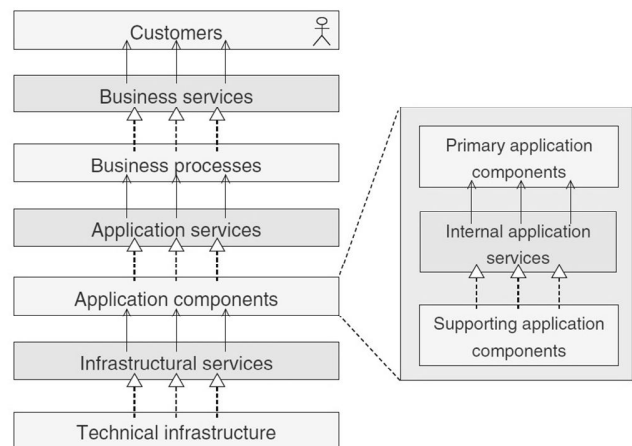 Customers
Business services
Business processes
Application services
Application components
Infrastructural services
Technical infrastructure
Primary application
components
Internal application
services
Supporting application
components